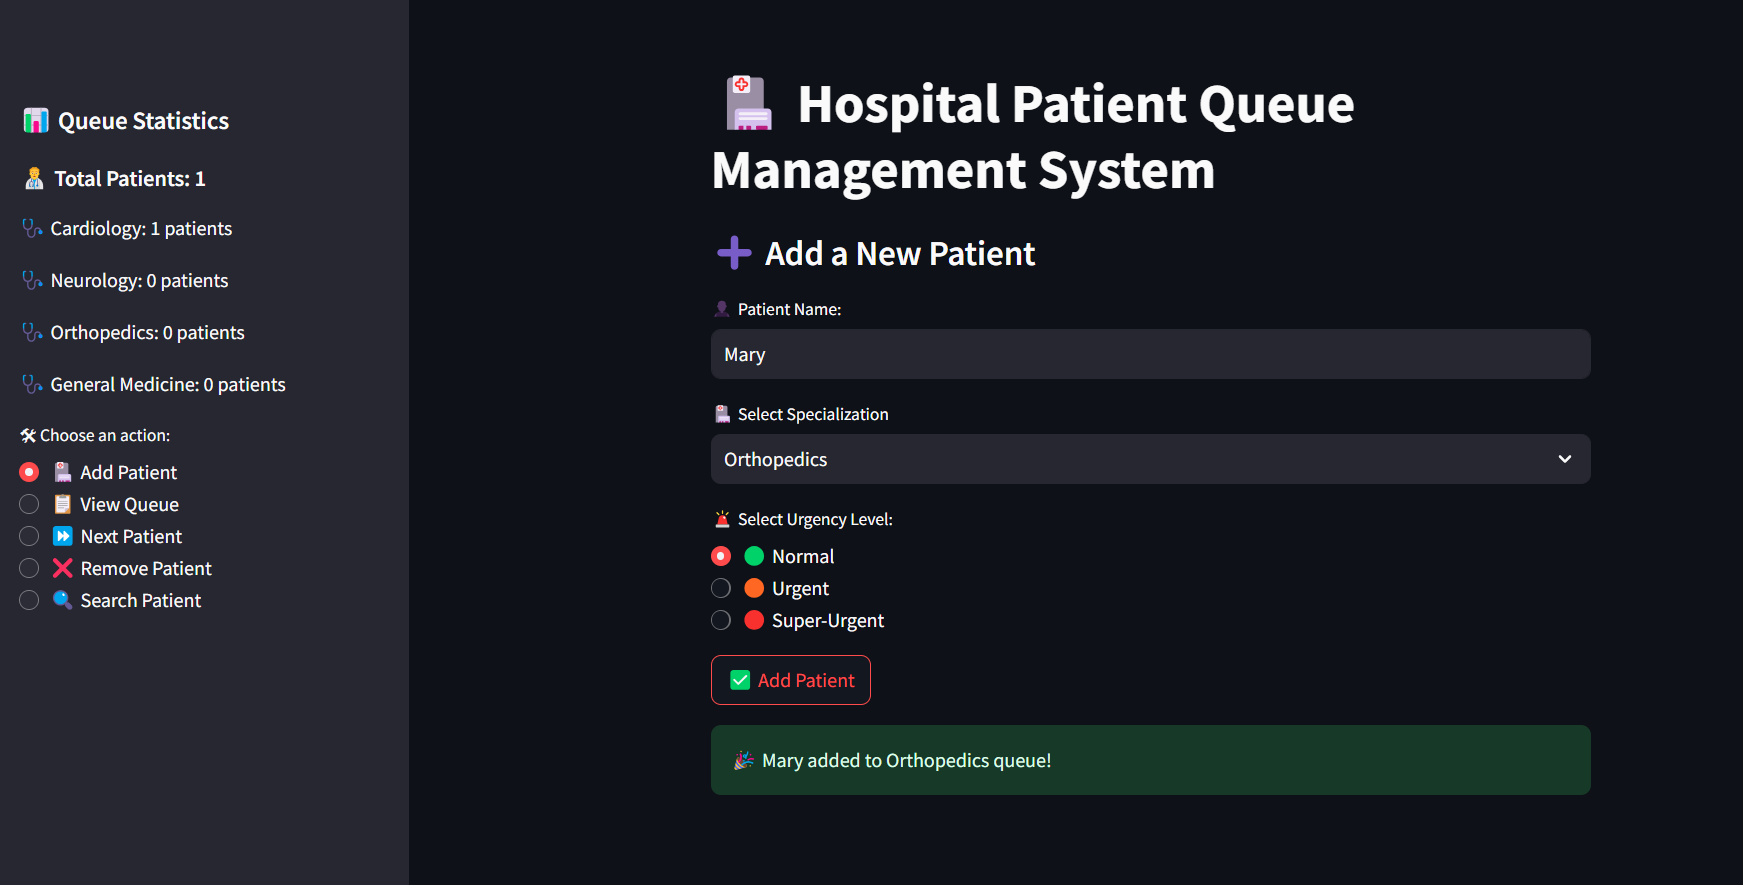 Queue Statistics
Total Patients: 1
Cardiology: 1 patients
Neurology: 0 patients
Orthopedics: 0 patients
General Medicine: 0 patients
Choose an action:
Add Patient
View Queue
Next Patient
Remove Patient
Search Patient
Hospital Patient Queue
Management System
Add a New Patient
Patient Name:
Mary
Select Specialization
Orthopedics
Select Urgency Level:
Normal
Urgent
Super-Urgent
Add Patient
Mary added to Orthopedics queue!